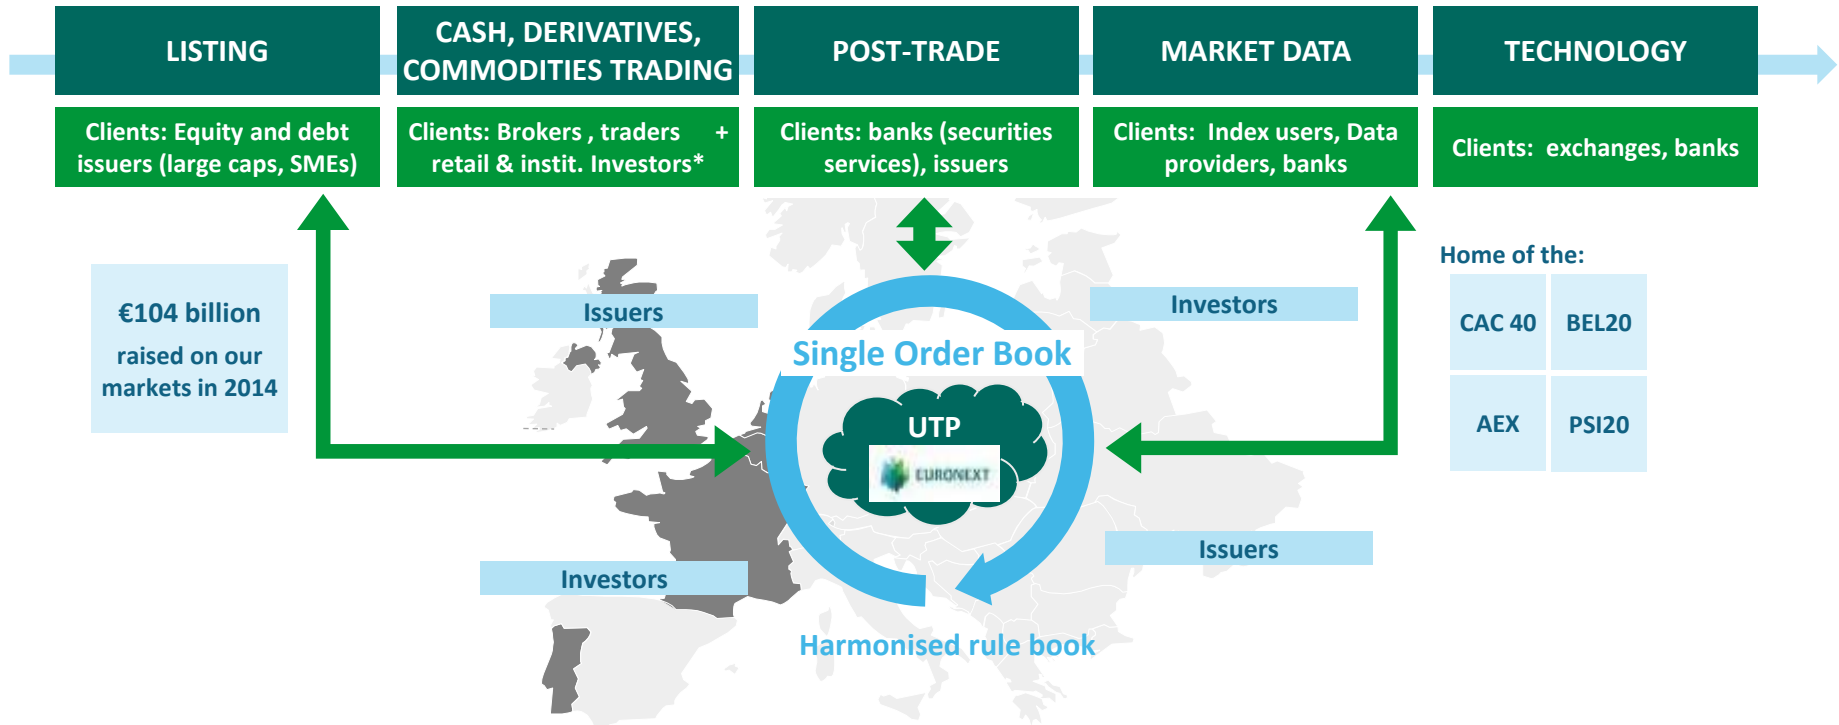 LISTING
CASH, DERIVATIVES,
COMMODITIES TRADING
POST-TRADE
MARKET DATA
TECHNOLOGY
Clients: Equity and debt
issuers (large caps, SMEs)
Clients: Brokers , traders +
retail & instit. Investors*
Clients: banks (securities
services), issuers
Clients: Index users, Data
providers, banks
Clients: exchanges, banks
€104 billion
raised on our
markets in 2014
Issuers
Investors
Home of the:
CAC 40
BEL20
AEX
PSI20
Single Order Book
UTP
EURONEXT
Issuers
Investors
Harmonised rule book